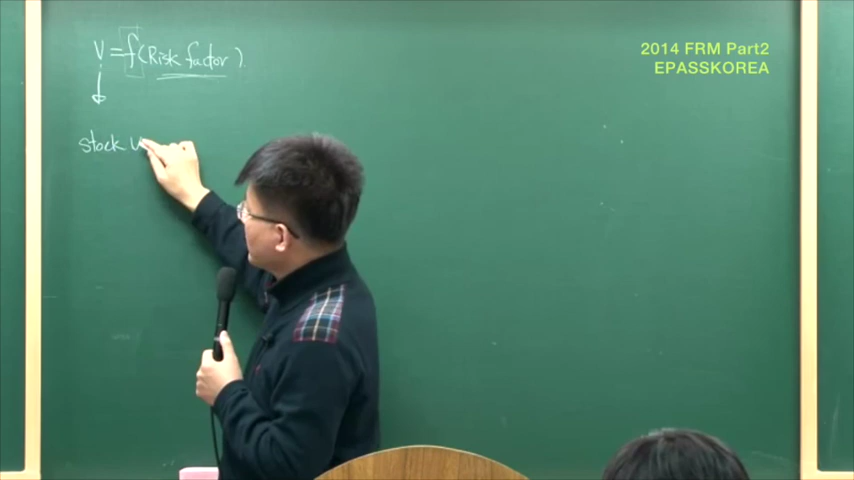 V = f(Risk factor).
stock V
2014 FRM Part2
EPASSKOREA